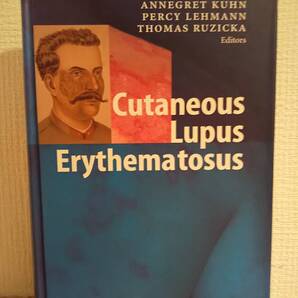 ANNEGRET KUHN
PERCY LEHMANN
THOMAS RUZICKA
Editors
Cutaneous
Lupus
Erythematosus